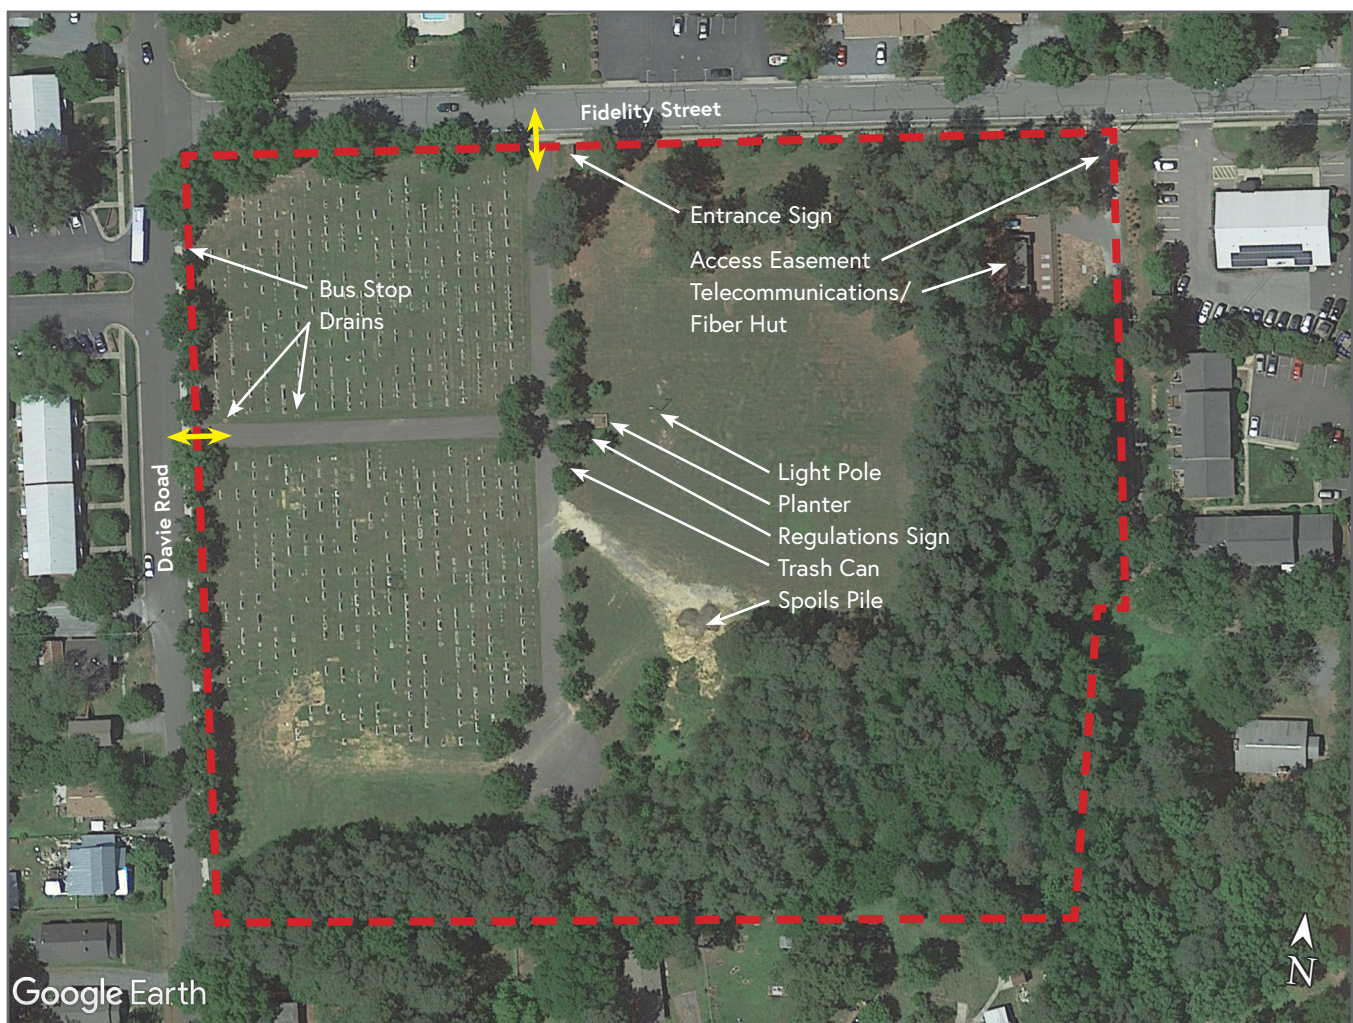 Fidelity Street
Entrance Sign
Access Easement
Telecommunications/
Fiber Hut
Bus Stop
Drains
Davie Road
Light Pole
Planter
Regulations Sign
Trash Can
Spoils Pile
N
Google Earth